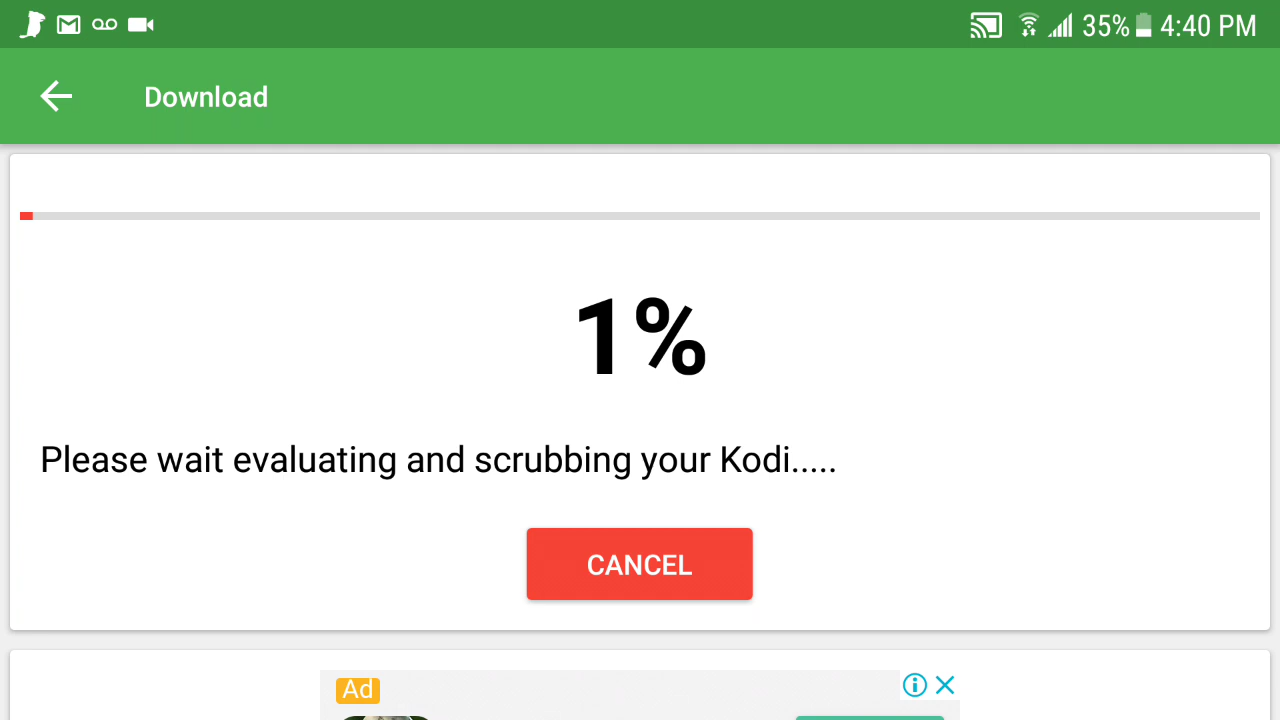 35% 4:40 PM
Download
1%
Please wait evaluating and scrubbing your Kodi.....
CANCEL
Ad